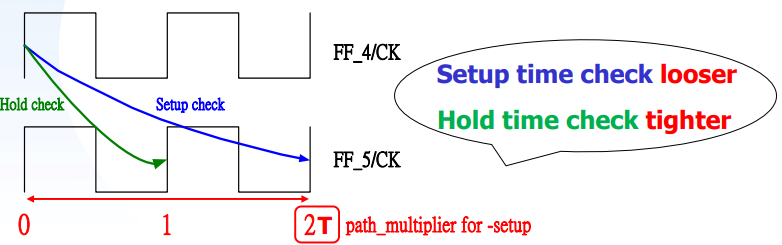 FF_4/CK
Setup time check looser
Hold check
Setup check
Hold time check tighter
FF_5/CK
0
1
2T
path_multiplier for -setup